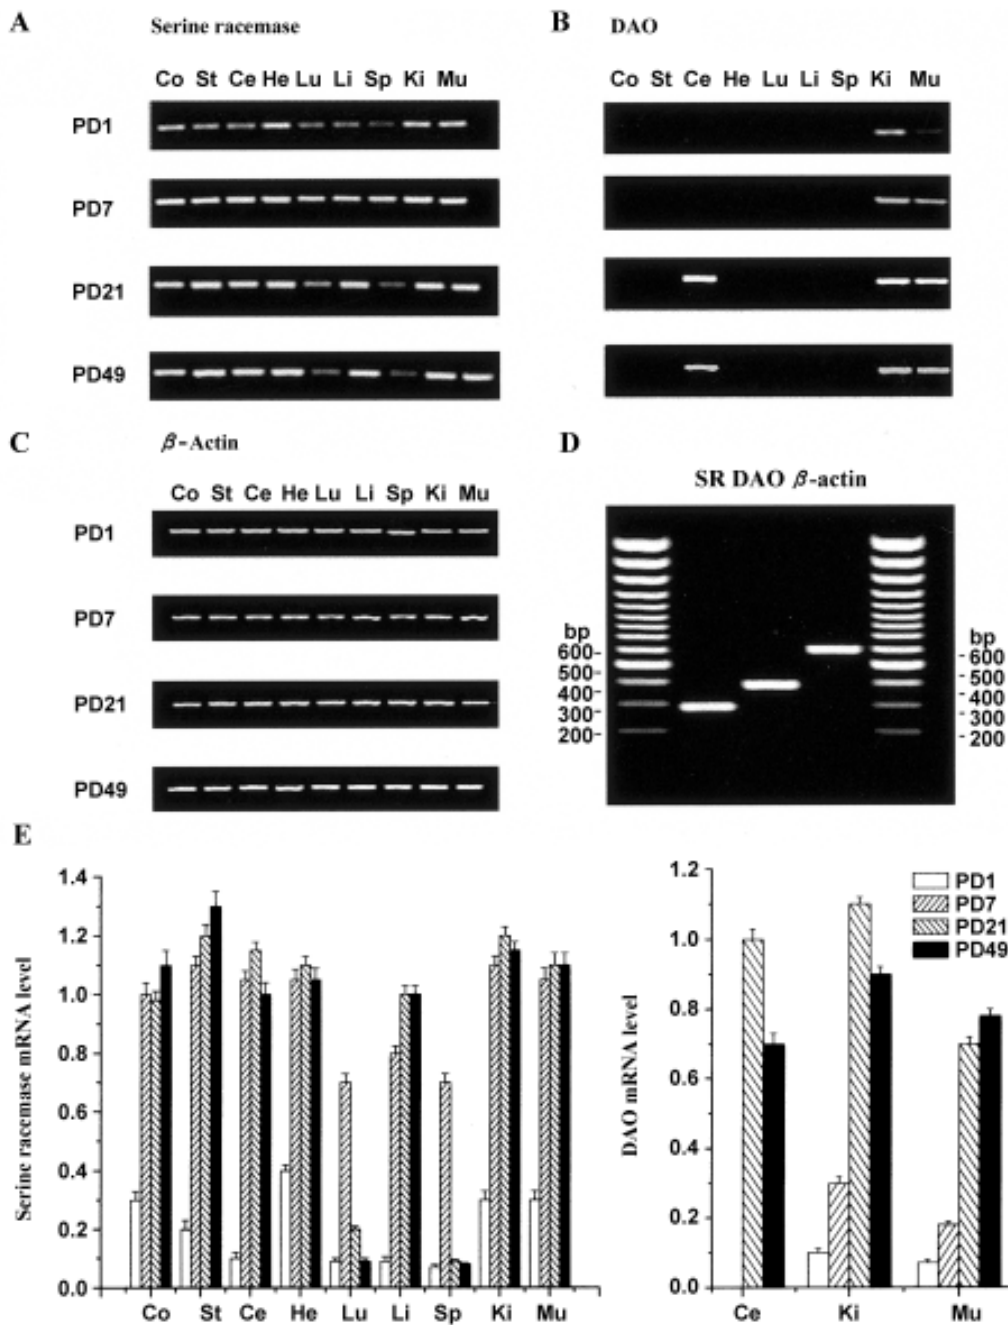 A Serine racemase
Co St Ce He Lu Li Sp Ki Mu
PD1
PD7
PD21
PD49
B DAO
Co St Ce He Lu Li Sp Ki Mu
C β-Actin
Co St Ce He Lu Li Sp Ki Mu
PD1
PD7
PD21
PD49
D
SR DAO β-actin
bp
600-
500-
400-
300-
200-
bp
-600
-500
-400
-300
-200
E
Serine racemase mRNA level
1.4
1.2
1.0
0.8
0.6
0.4
0.2
0.0
Co St Ce He Lu Li Sp Ki Mu
DAO mRNA level
1.2
1.0
0.8
0.6
0.4
0.2
0.0
Ce Ki Mu
PD1
PD7
PD21
PD49